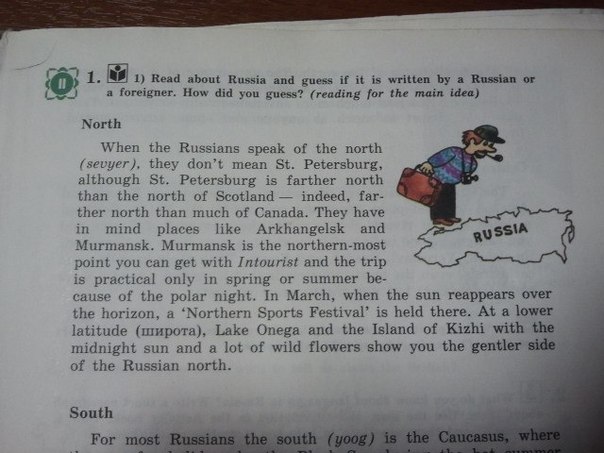 II
1. 1) Read about Russia and guess if it is written by a Russian or
a foreigner. How did you guess? (reading for the main idea)
North
When the Russians speak of the north
(sevyer), they don't mean St. Petersburg,
although St. Petersburg is farther north
than the north of Scotland — indeed, far-
ther north than much of Canada. They have
in mind places like Arkhangelsk and
Murmansk. Murmansk is the northern-most
point you can get with Intourist and the trip
is practical only in spring or summer be-
cause of the polar night. In March, when the sun reappears over
the horizon, a 'Northern Sports Festival' is held there. At a lower
latitude (широта), Lake Onega and the Island of Kizhi with the
midnight sun and a lot of wild flowers show you the gentler side
of the Russian north.
RUSSIA
South
For most Russians the south (yoog) is the Caucasus, where